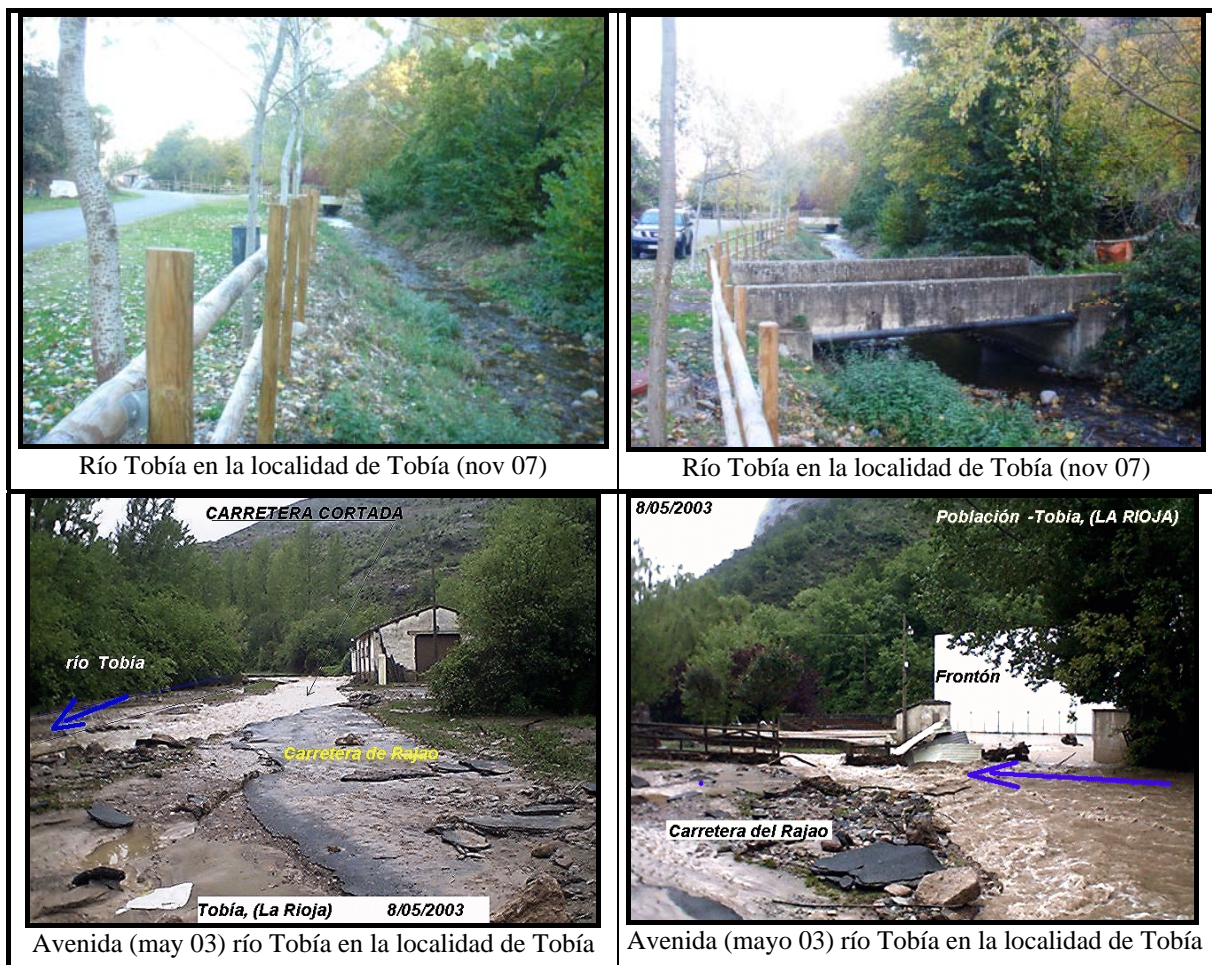 Río Tobía en la localidad de Tobía (nov 07)
Río Tobía en la localidad de Tobía (nov 07)
CARRETERA CORTADA
río Tobía
Carretera de Rajao
Tobía, (La Rioja) 8/05/2003
Avenida (may 03) río Tobía en la localidad de Tobía
8/05/2003
Población -Tobia, (LA RIOJA)
Frontón
Carretera del Rajao
Avenida (mayo 03) río Tobía en la localidad de Tobía